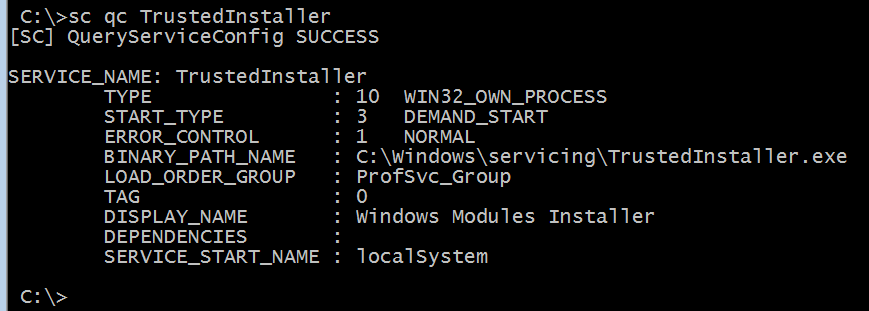 C:\>sc qc TrustedInstaller
[SC] QueryServiceConfig SUCCESS
SERVICE_NAME: TrustedInstaller
TYPE : 10 WIN32_OWN_PROCESS
START_TYPE : 3 DEMAND_START
ERROR_CONTROL : 1 NORMAL
BINARY_PATH_NAME : C:\Windows\servicing\TrustedInstaller.exe
LOAD_ORDER_GROUP : ProfSvc_Group
TAG : 0
DISPLAY_NAME : Windows Modules Installer
DEPENDENCIES :
SERVICE_START_NAME : localSystem
C:\>